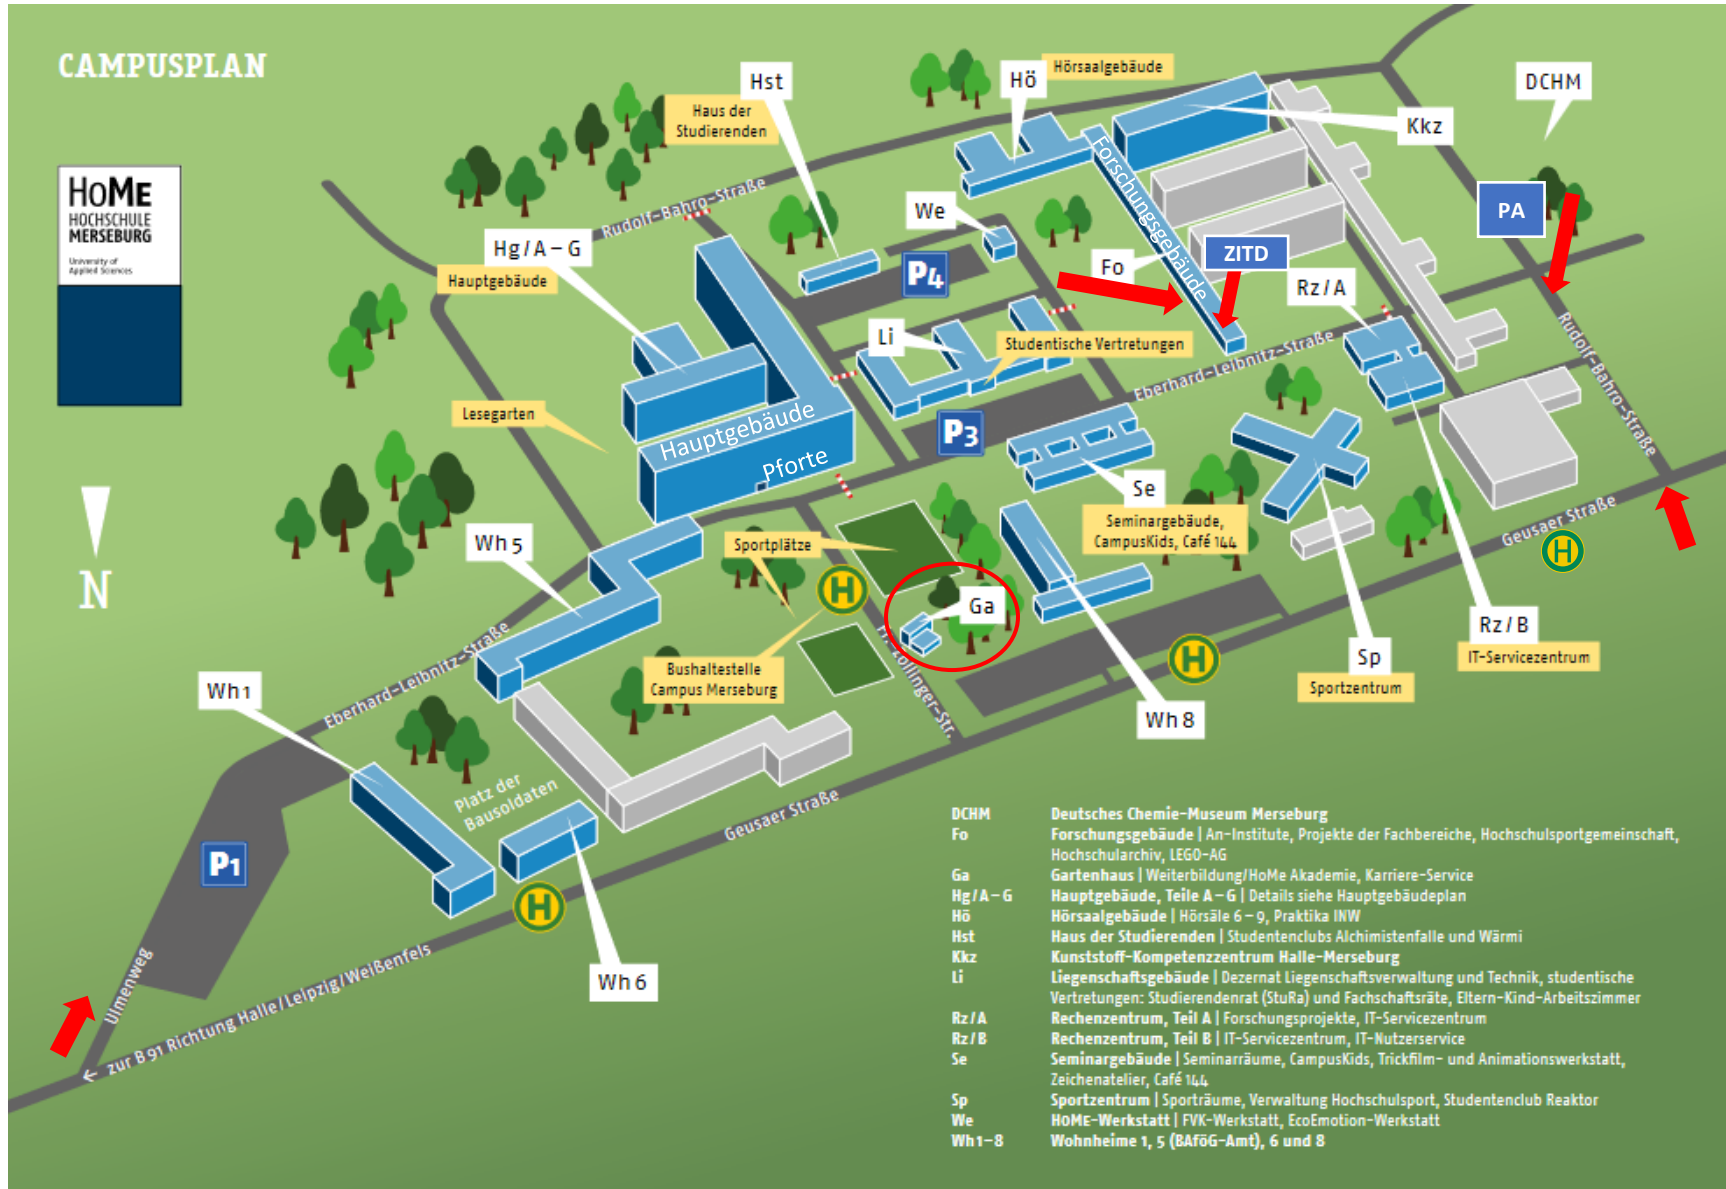 CAMPUSPLAN
HOME
HOCHSCHULE
MERSEBURG
University of
Applied Sciences
N
Hst
Haus der
Studierenden
Hö
Hörsaalgebäude
Kkz
DCHM
PA
Rudolf-Bahro-Straße
We
Hg/A–G
Hauptgebäude
P4
Fo
Forschungsgebäude
ZITD
Rz/A
Li
Studentische Vertretungen
Eberhard-Leibnitz-Straße
Rudolf-Bahro-Straße
Lesegarten
Hauptgebäude
Pforte
P3
Se
Seminargebäude,
CampusKids, Café 144
Geusaer Straße
H
Wh 5
Sportplätze
H
Ga
Fr. Zollinger-Str.
Bushaltestelle
Campus Merseburg
H
Rz/B
IT-Servicezentrum
Sp
Sportzentrum
Wh 8
Wh 1
Eberhard-Leibnitz-Straße
Platz der
Bausoldaten
Geusaer Straße
P1
H
Wh 6
Ulmenweg
← zur B 91 Richtung Halle/Leipzig/Weißenfels
DCHM Deutsches Chemie-Museum Merseburg
Fo Forschungsgebäude | An-Institute, Projekte der Fachbereiche, Hochschulsportgemeinschaft,
Hochschularchiv, LEGO-AG
Ga Gartenhaus | Weiterbildung/HoMe Akademie, Karriere-Service
Hg/A–G Hauptgebäude, Teile A–G | Details siehe Hauptgebäudeplan
Hö Hörsaalgebäude | Hörsäle 6–9, Praktika INW
Hst Haus der Studierenden | Studentenclubs Alchimistenfalle und Wärmi
Kkz Kunststoff-Kompetenzzentrum Halle-Merseburg
Li Liegenschaftsgebäude | Dezernat Liegenschaftsverwaltung und Technik, studentische
Vertretungen: Studierendenrat (StuRa) und Fachschaftsräte, Eltern-Kind-Arbeitszimmer
Rz/A Rechenzentrum, Teil A | Forschungsprojekte, IT-Servicezentrum
Rz/B Rechenzentrum, Teil B | IT-Servicezentrum, IT-Nutzerservice
Se Seminargebäude | Seminarräume, CampusKids, Trickfilm- und Animationswerkstatt,
Zeichenatelier, Café 144
Sp Sportzentrum | Sporträume, Verwaltung Hochschulsport, Studentenclub Reaktor
We HOME-Werkstatt | FVK-Werkstatt, EcoEmotion-Werkstatt
Wh1–8 Wohnheime 1, 5 (BAföG-Amt), 6 und 8